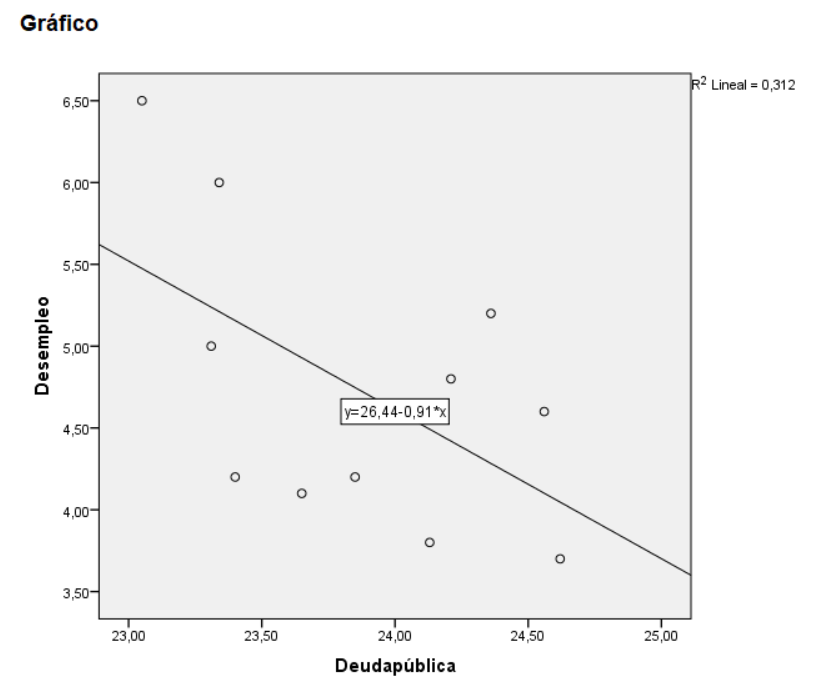 Gráfico
R² Lineal = 0,312
6,50
6,00
5,50
5,00
4,50
4,00
3,50
Desempleo
y=26,44-0,91*x
23,00
23,50
24,00
24,50
25,00
Deudapública